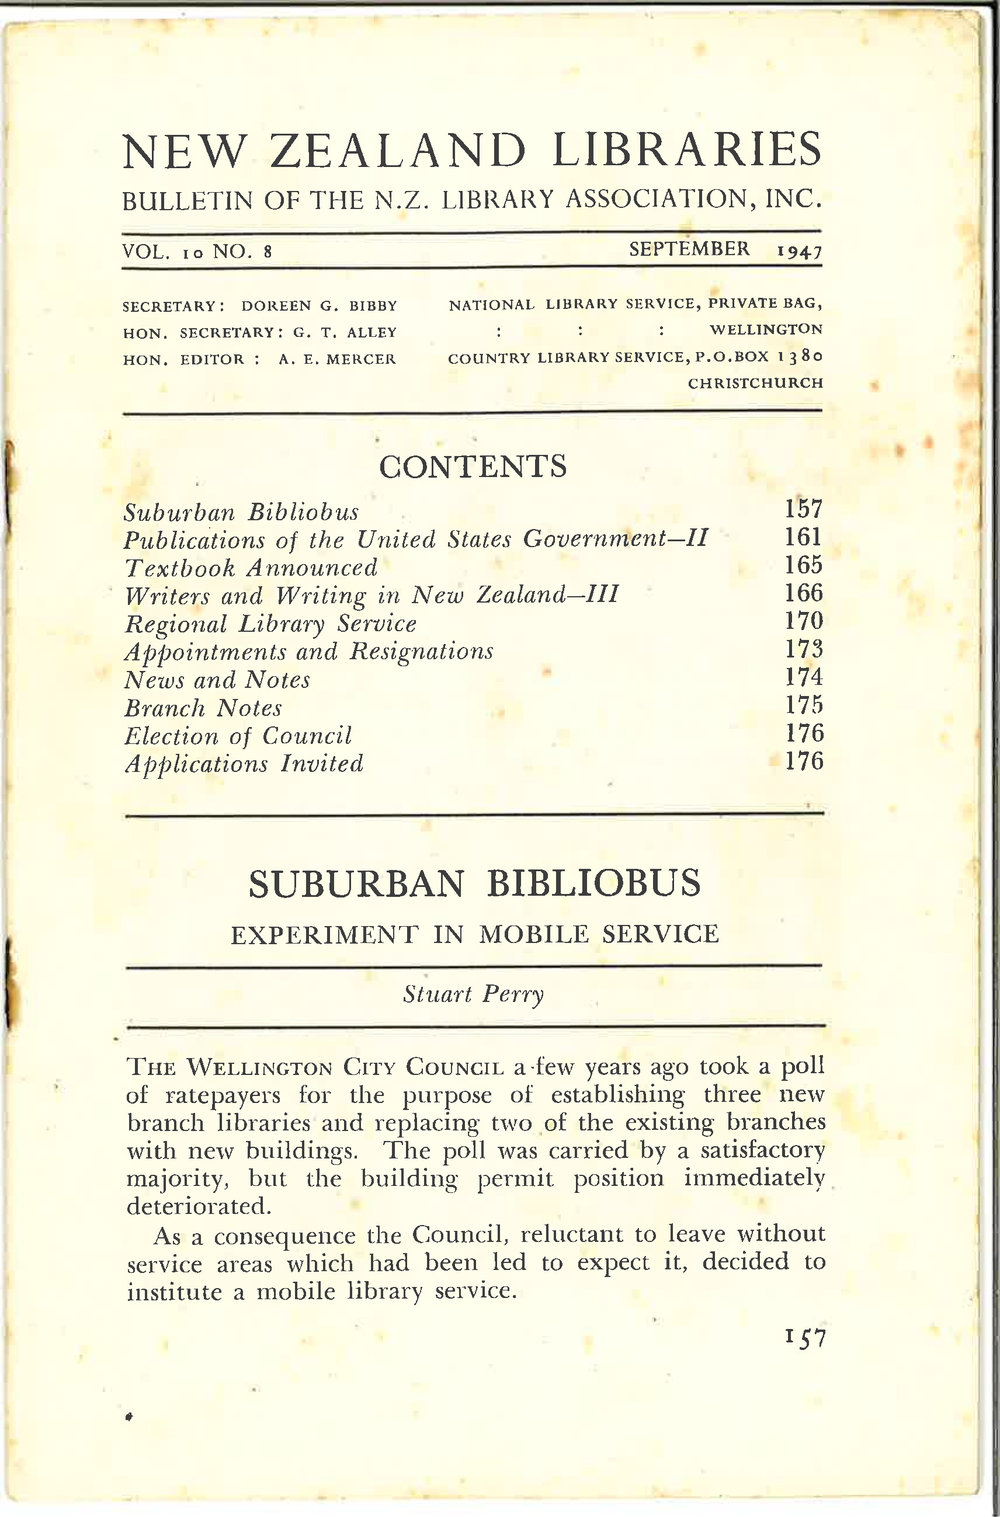 NEW ZEALAND LIBRARIES
BULLETIN OF THE N.Z. LIBRARY ASSOCIATION, INC.
VOL. 10 NO. 8 SEPTEMBER 1947
SECRETARY: DOREEN G. BIBBY NATIONAL LIBRARY SERVICE, PRIVATE BAG,
HON. SECRETARY: G. T. ALLEY : : : WELLINGTON
HON. EDITOR : A. E. MERCER COUNTRY LIBRARY SERVICE, P.O.BOX 1380
CHRISTCHURCH
CONTENTS
Suburban Bibliobus 157
Publications of the United States Government—II 161
Textbook Announced 165
Writers and Writing in New Zealand—III 166
Regional Library Service 170
Appointments and Resignations 173
News and Notes 174
Branch Notes 175
Election of Council 176
Applications Invited 176
SUBURBAN BIBLIOBUS
EXPERIMENT IN MOBILE SERVICE
Stuart Perry
THE WELLINGTON CITY COUNCIL a few years ago took a poll
of ratepayers for the purpose of establishing three new
branch libraries and replacing two of the existing branches
with new buildings. The poll was carried by a satisfactory
majority, but the building permit position immediately
deteriorated.
As a consequence the Council, reluctant to leave without
service areas which had been led to expect it, decided to
institute a mobile library service.
157